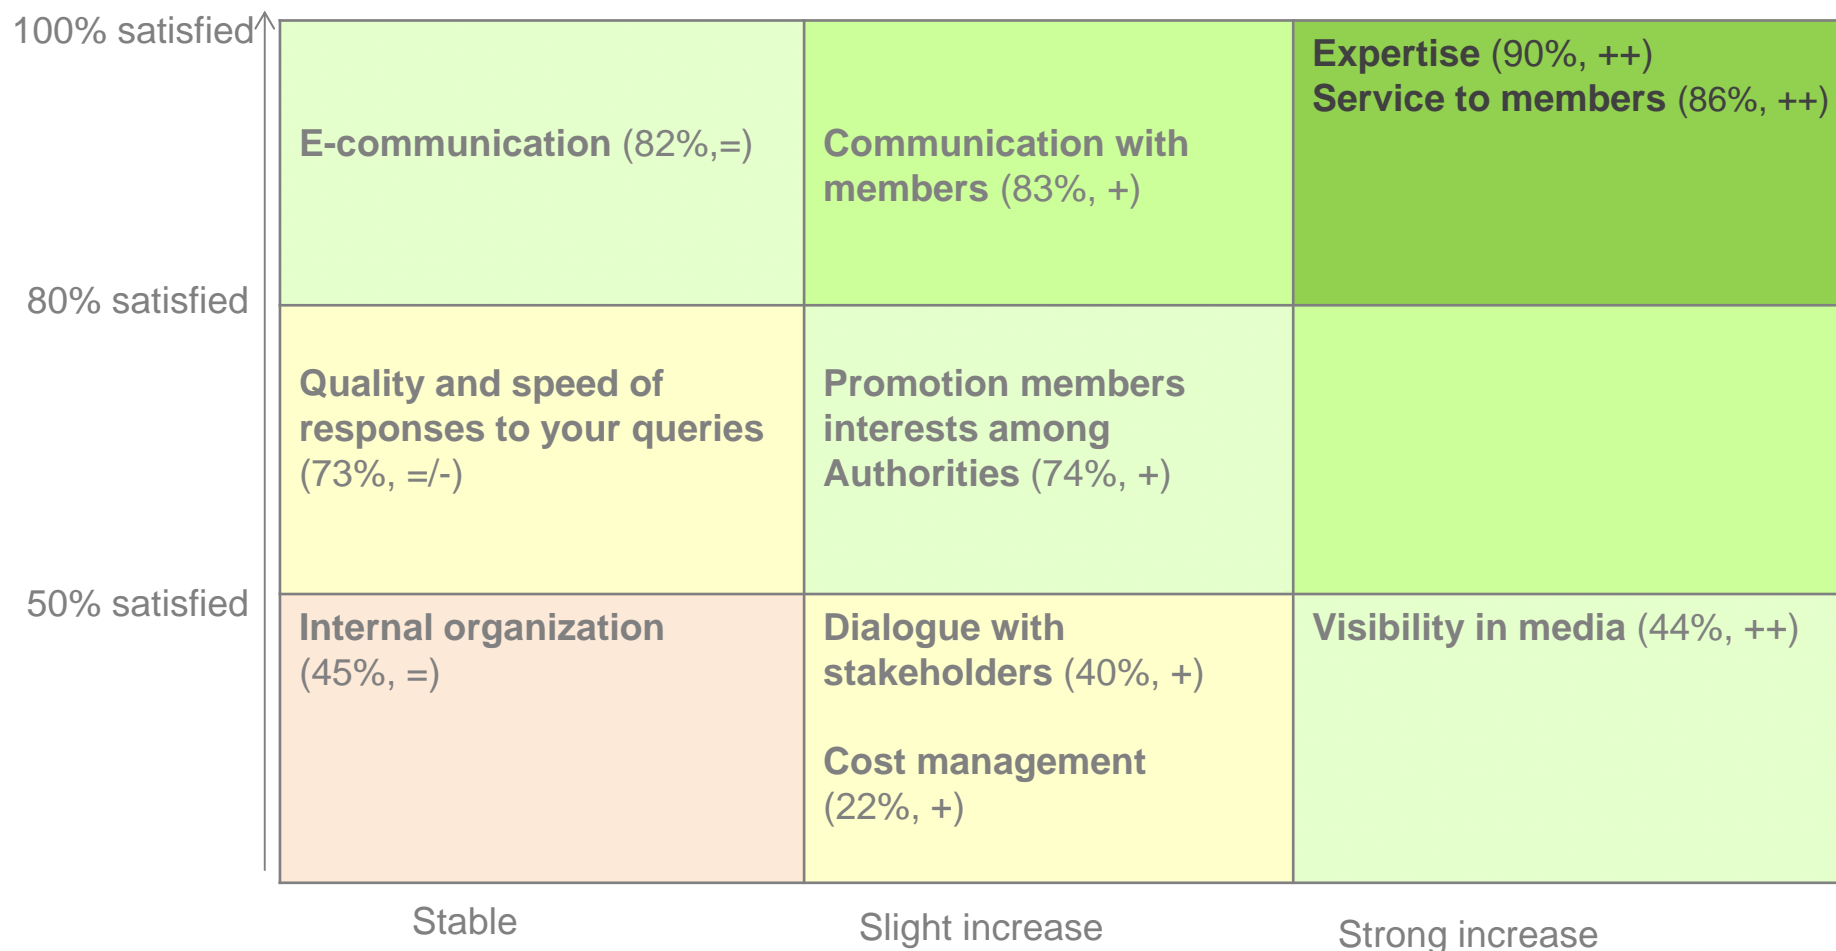 100% satisfied
E-communication (82%,=)
Communication with
members (83%, +)
Expertise (90%, ++)
Service to members (86%, ++)
80% satisfied
Quality and speed of
responses to your queries
(73%, =/-)
Promotion members
interests among
Authorities (74%, +)
50% satisfied
Internal organization
(45%, =)
Dialogue with
stakeholders (40%, +)
Cost management
(22%, +)
Visibility in media (44%, ++)
Stable
Slight increase
Strong increase